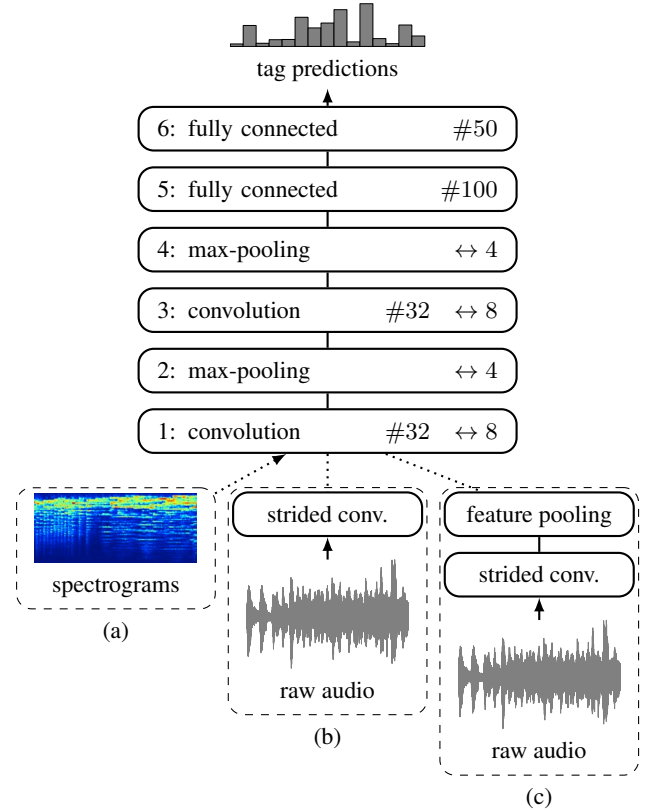 tag predictions
6: fully connected #50
5: fully connected #100
4: max-pooling ↔ 4
3: convolution #32 ↔ 8
2: max-pooling ↔ 4
1: convolution #32 ↔ 8
spectrograms
(a)
strided conv.
raw audio
(b)
feature pooling
strided conv.
raw audio
(c)